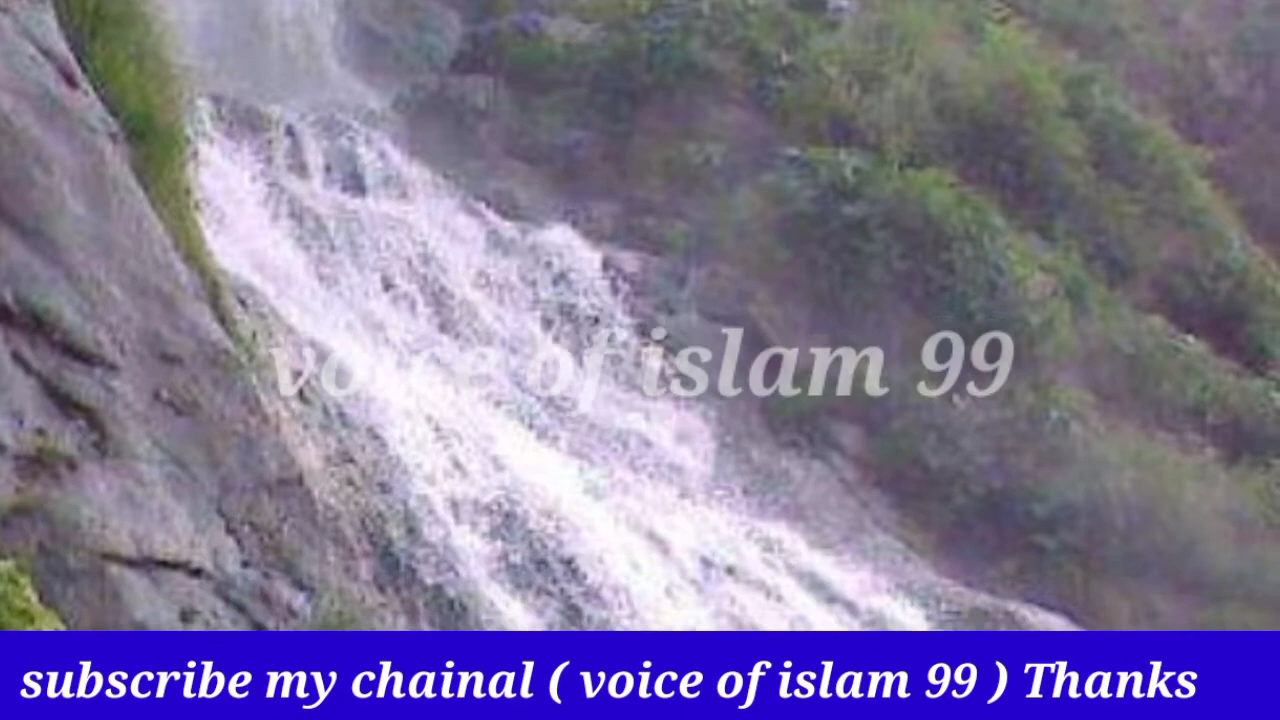 voice of islam 99
subscribe my chainal ( voice of islam 99 ) Thanks